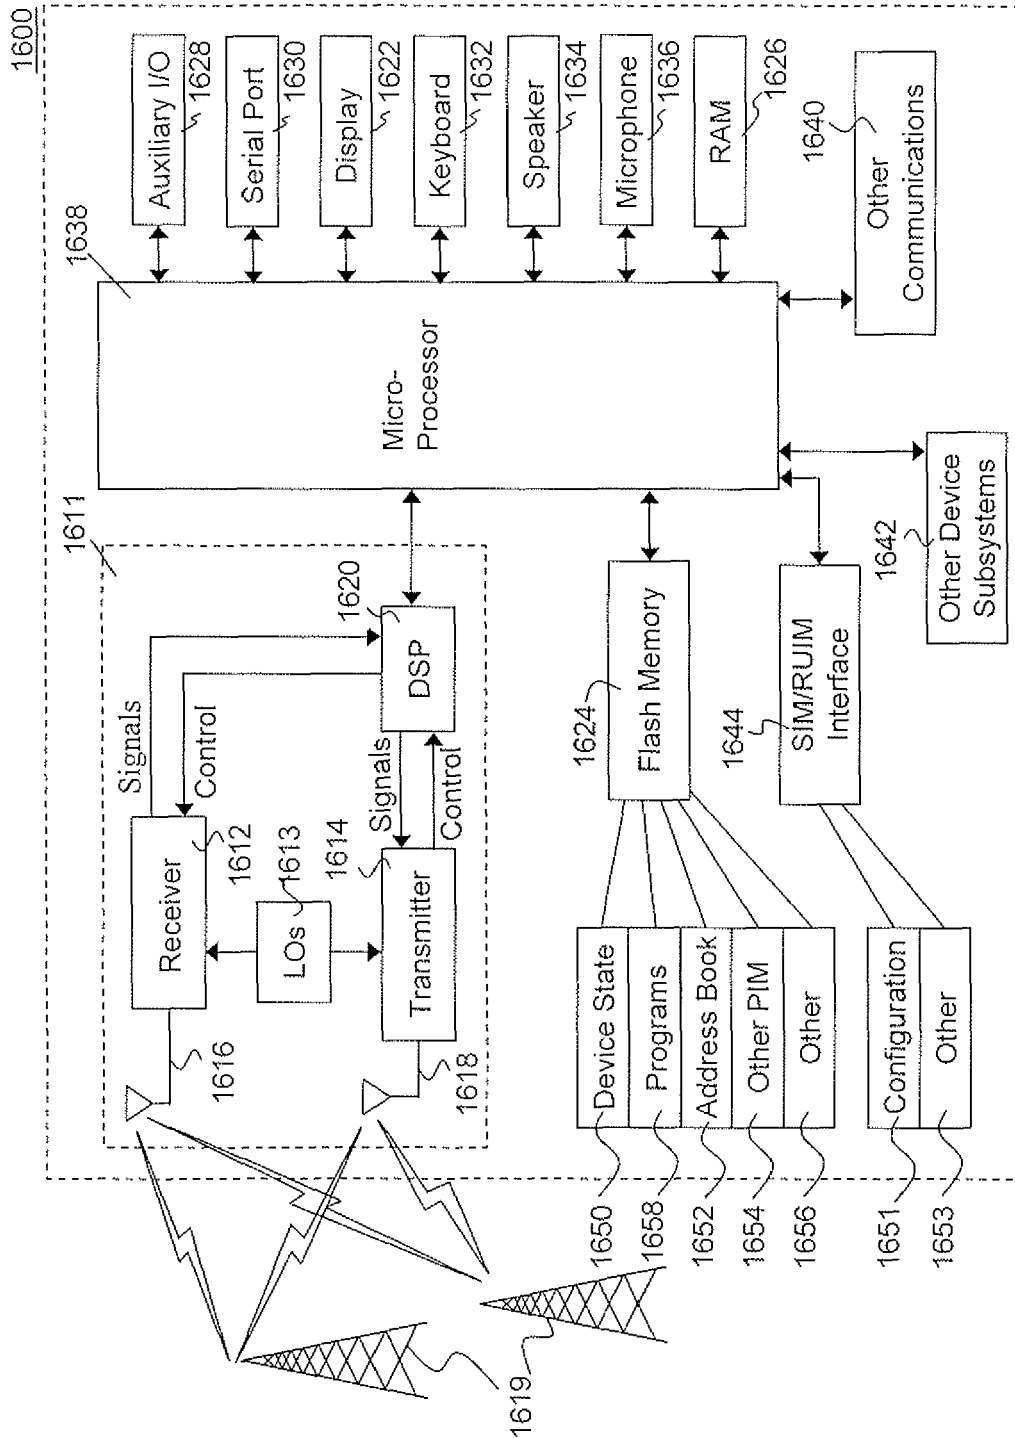 1600
1611
1638
Signals
Control
Receiver
1612
1616
LOs
1613
Transmitter
1614
1618
Signals
Control
DSP
1620
1619
Micro-
Processor
Auxiliary I/O
1628
Serial Port
1630
Display
1622
Keyboard
1632
Speaker
1634
Microphone
1636
RAM
1626
Other
Communications
1640
1624
Flash Memory
1644
SIM/RUIM
Interface
1642
Other Device
Subsystems
1650
Device State
1658
Programs
1652
Address Book
1654
Other PIM
1656
Other
1651
Configuration
1653
Other